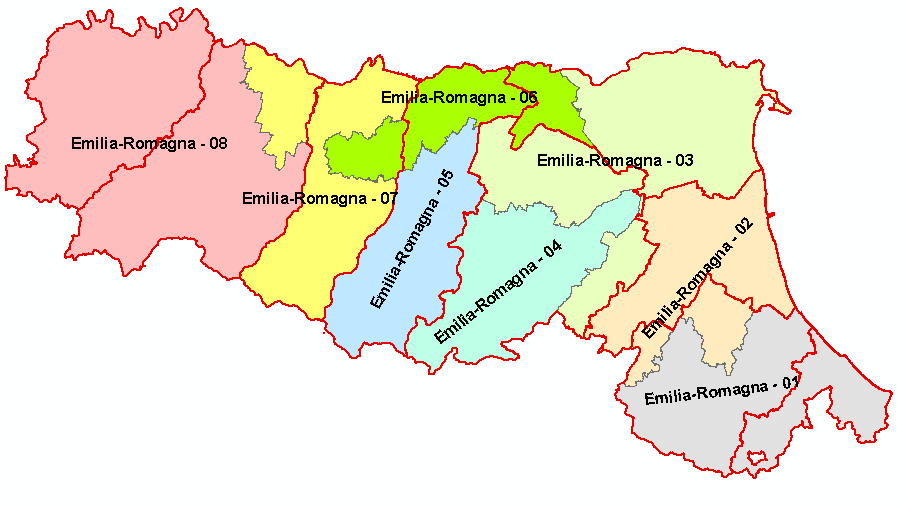 Emilia-Romagna - 06
Emilia-Romagna - 08
Emilia-Romagna - 03
Emilia-Romagna - 07
Emilia-Romagna - 05
Emilia-Romagna - 02
Emilia-Romagna - 04
Emilia-Romagna - 01